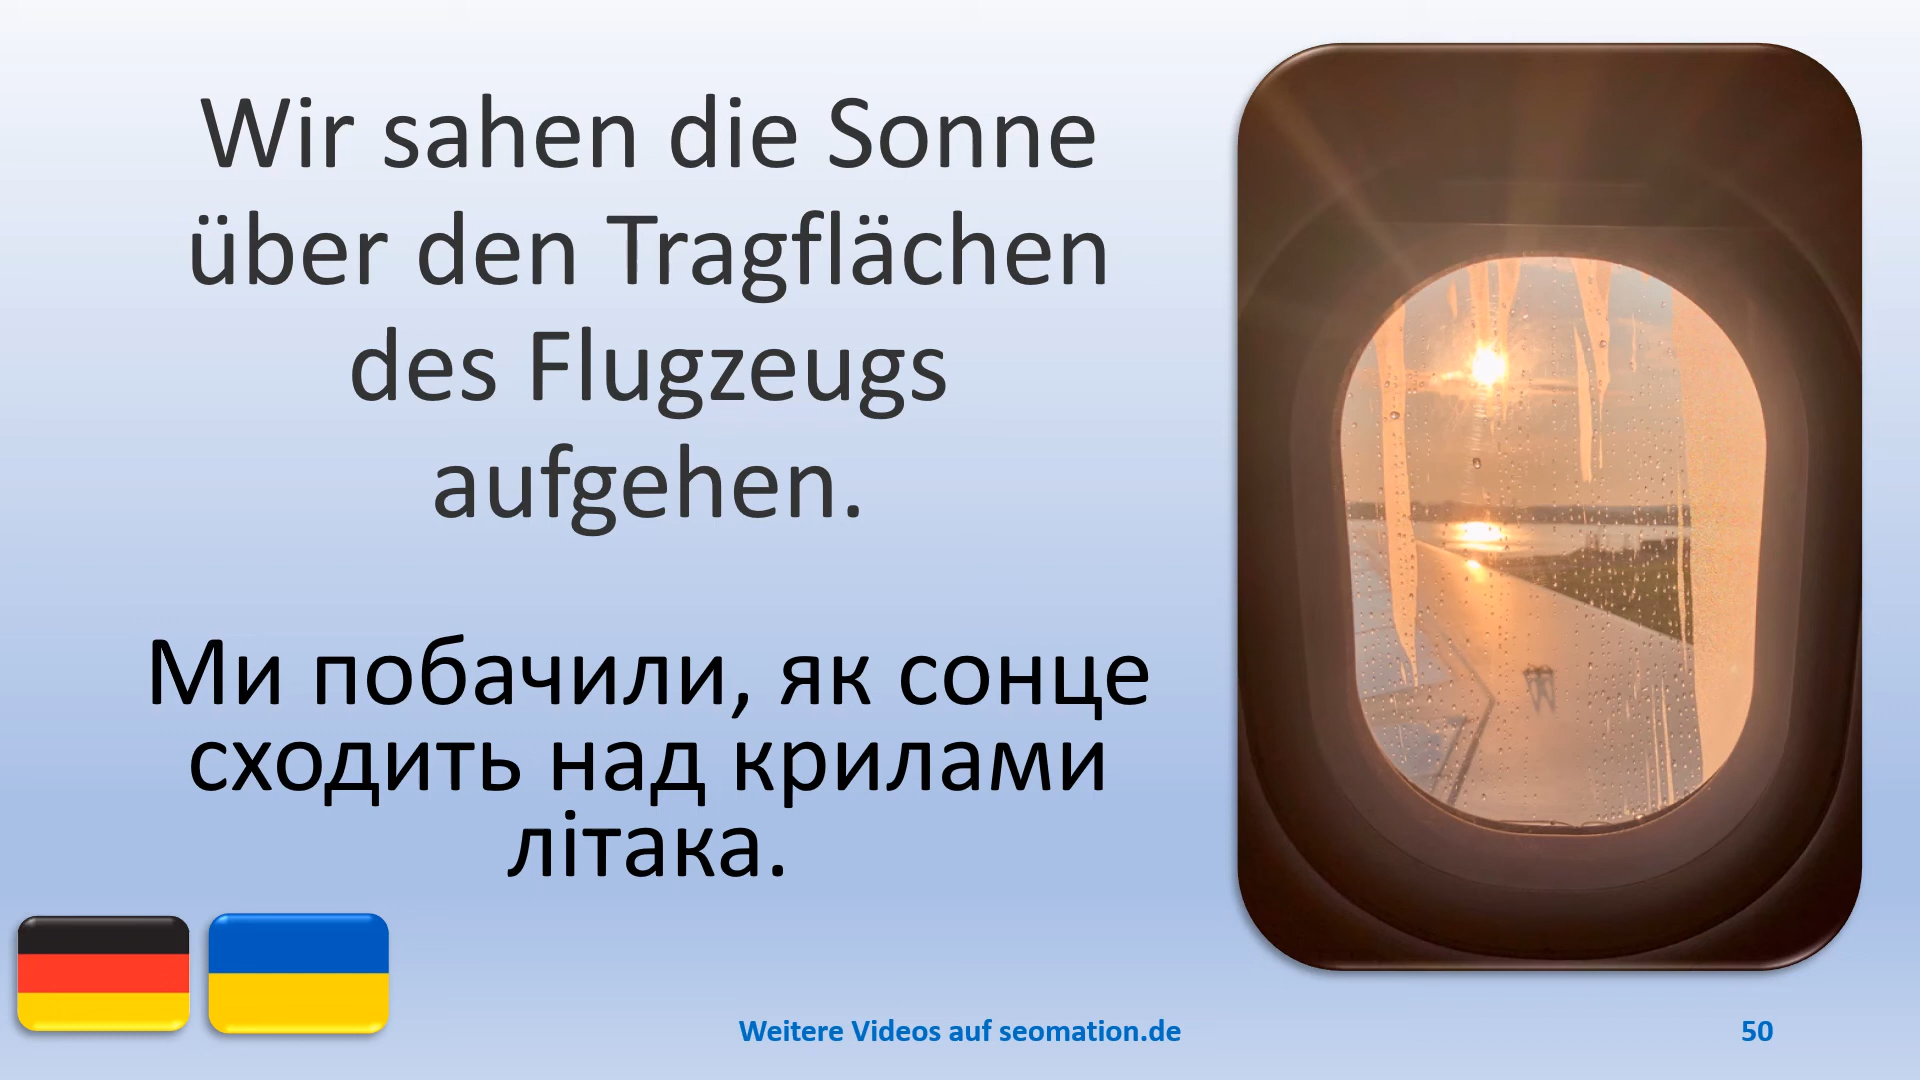 Wir sahen die Sonne
über den Tragflächen
des Flugzeugs
aufgehen.
Ми побачили, як сонце
сходить над крилами
літака.
Weitere Videos auf seomation.de
50